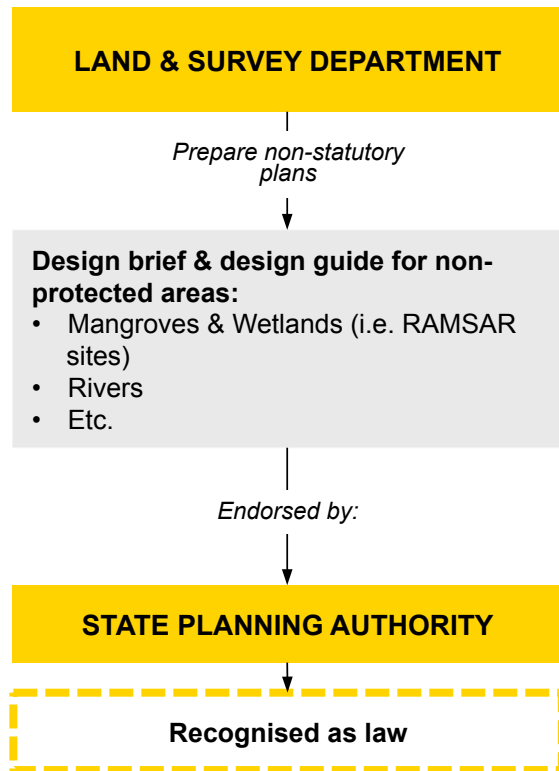 LAND & SURVEY DEPARTMENT
Prepare non-statutory
plans
Design brief & design guide for non-
protected areas:
• Mangroves & Wetlands (i.e. RAMSAR
sites)
• Rivers
• Etc.
Endorsed by:
STATE PLANNING AUTHORITY
Recognised as law